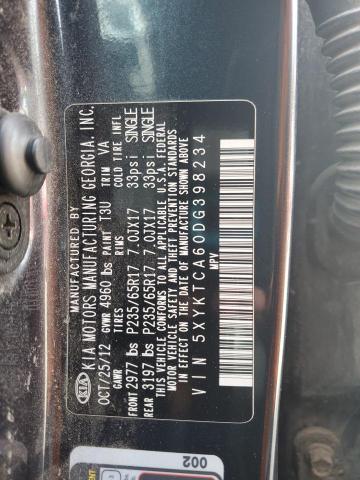 MANUFACTURED BY
KIA KIA MOTORS MANUFACTURING GEORGIA, INC.
OCT/25/12 GVWR 4960 lbs PAINT T3U TRIM VA
GAWR TIRES RIMS COLD TIRE INFL
FRONT 2977 lbs P235/65R17 7.0JX17 33psi SINGLE
REAR 3197 lbs P235/65R17 7.0JX17 33psi SINGLE
THIS VEHICLE CONFORMS TO ALL APPLICABLE U.S.A. FEDERAL
MOTOR VEHICLE SAFETY, BUMPER, AND THEFT PREVENTION
STANDARDS IN EFFECT ON THE DATE OF MANUFACTURE SHOWN ABOVE
VIN 5XYKTCA60DG398234
MPV
002